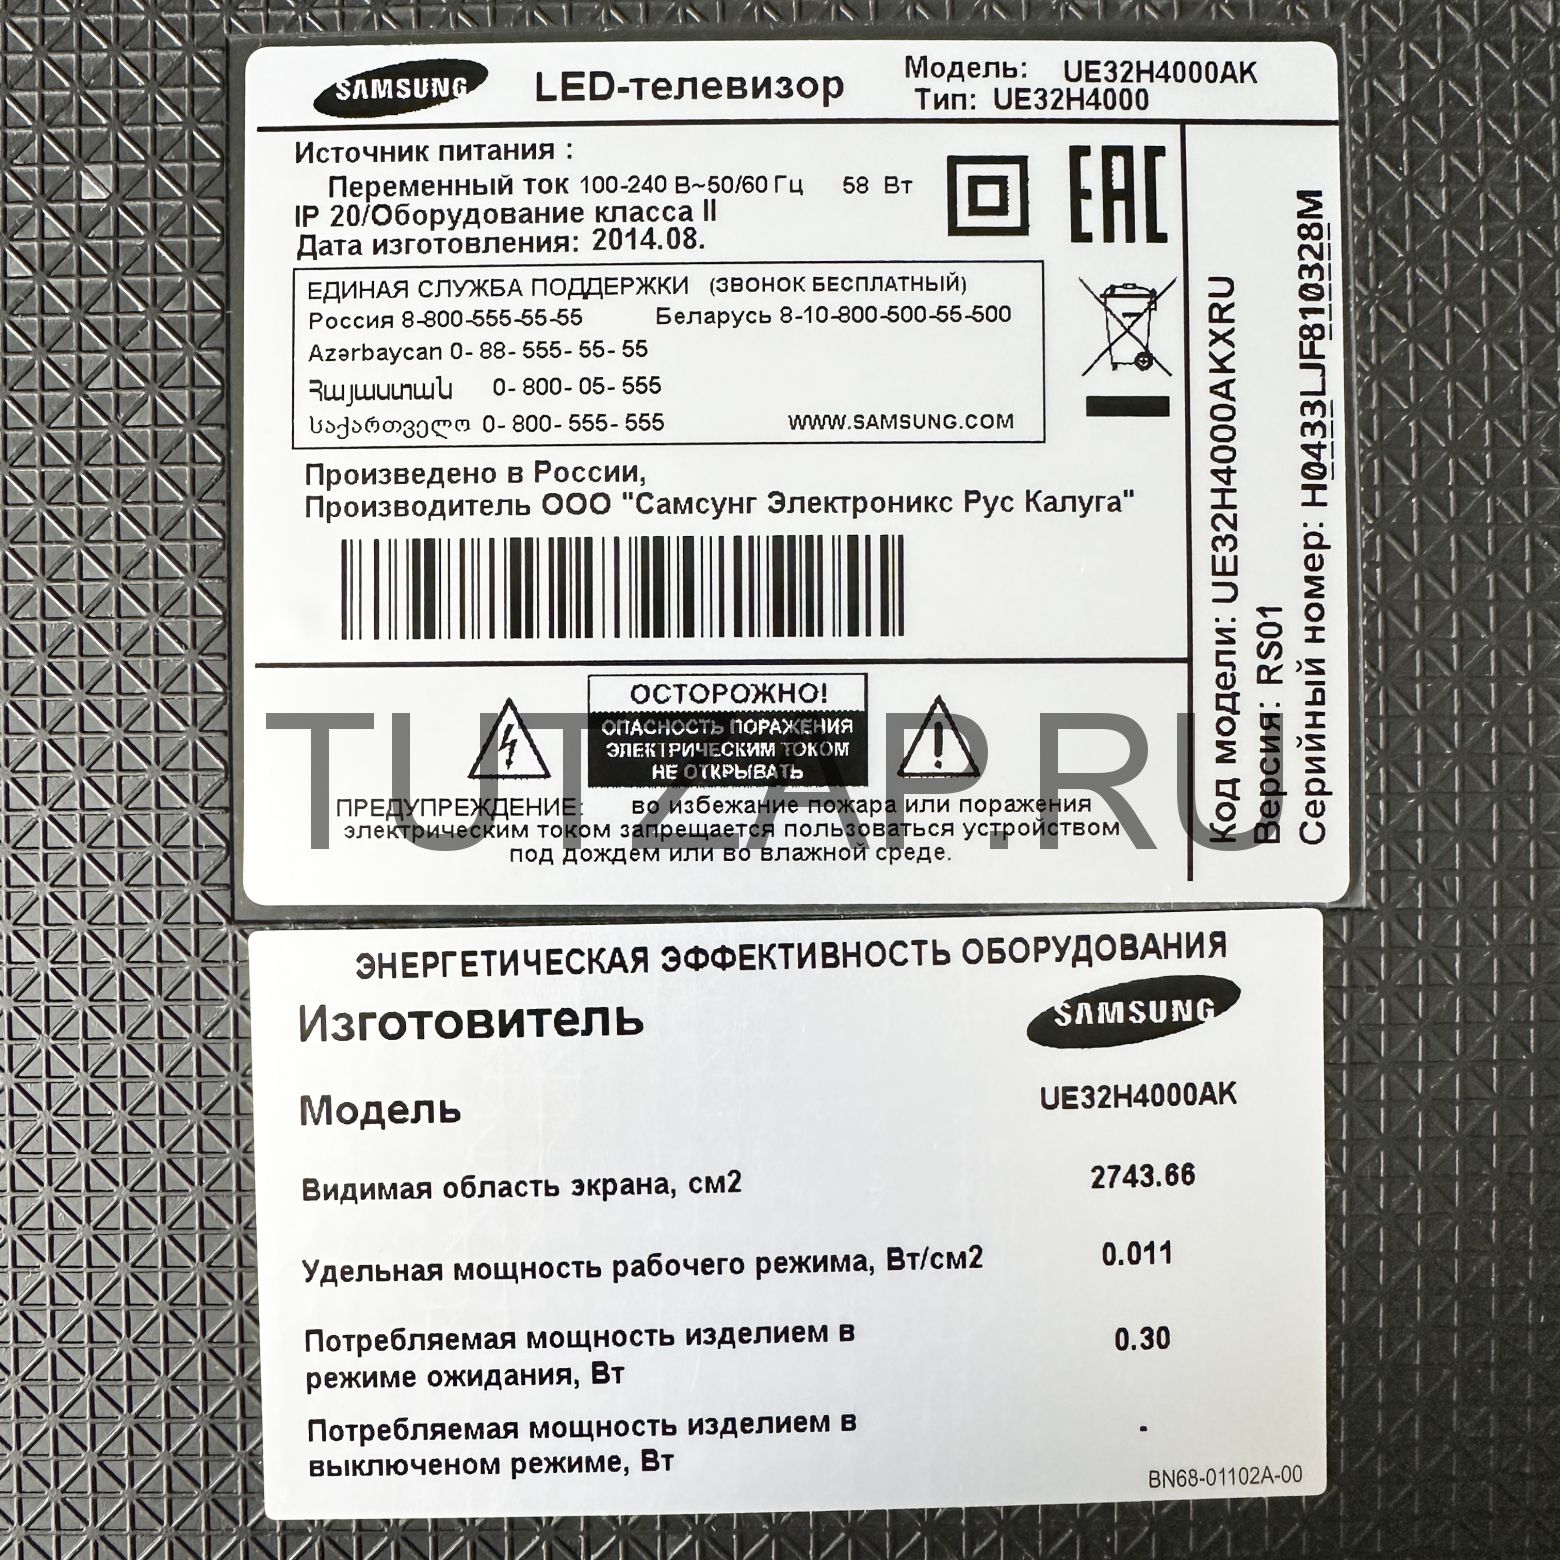 SAMSUNG LED-телевизор Модель: UE32H4000AK
Тип: UE32H4000
Источник питания :
Переменный ток 100-240 В~50/60 Гц 58 Вт
IP 20/Оборудование класса II
Дата изготовления: 2014.08.
EAC
ЕДИНАЯ СЛУЖБА ПОДДЕРЖКИ (ЗВОНОК БЕСПЛАТНЫЙ)
Россия 8-800-555-55-55 Беларусь 8-10-800-500-55-500
Azərbaycan 0- 88- 555- 55- 55
Հայաստան 0- 800- 05- 555
საქართველო 0- 800- 555- 555 WWW.SAMSUNG.COM
Произведено в России,
Производитель ООО "Самсунг Электроникс Рус Калуга"
ОСТОРОЖНО!
ОПАСНОСТЬ ПОРАЖЕНИЯ
ЭЛЕКТРИЧЕСКИМ ТОКОМ
НЕ ОТКРЫВАТЬ
ПРЕДУПРЕЖДЕНИЕ: во избежание пожара или поражения
электрическим током запрещается пользоваться устройством
под дождем или во влажной среде.
Код модели: UE32H4000AKXRU
Версия: RS01
Серийный номер: H0433LJF810328M
TUTZAP.RU
ЭНЕРГЕТИЧЕСКАЯ ЭФФЕКТИВНОСТЬ ОБОРУДОВАНИЯ
Изготовитель SAMSUNG
Модель UE32H4000AK
Видимая область экрана, см2 2743.66
Удельная мощность рабочего режима, Вт/см2 0.011
Потребляемая мощность изделием в 0.30
режиме ожидания, Вт
Потребляемая мощность изделием в -
выключеном режиме, Вт
BN68-01102A-00